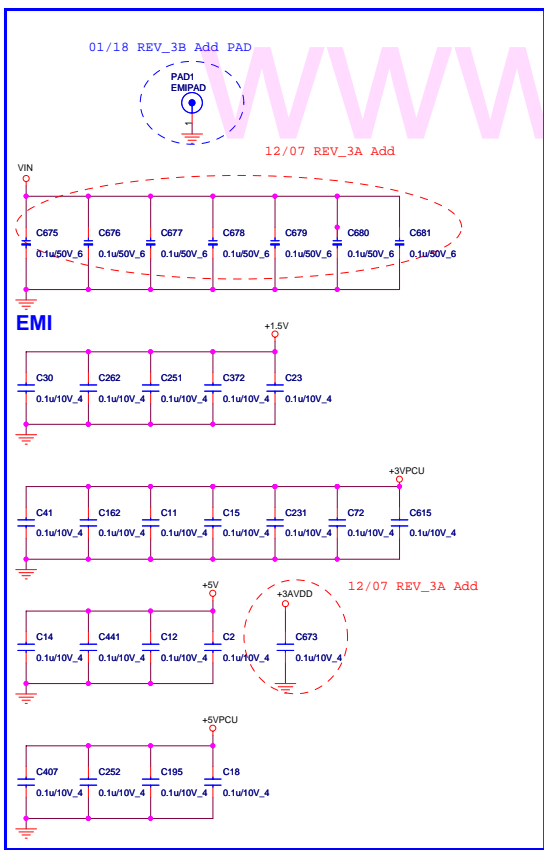 WWW
01/18 REV_3B Add PAD
PAD1
EMIPAD
1
12/07 REV_3A Add
VIN
C675 C676 C677 C678 C679 C680 C681
0.1u/50V_6 0.1u/50V_6 0.1u/50V_6 0.1u/50V_6 0.1u/50V_6 0.1u/50V_6 0.1u/50V_6
EMI
+1.5V
C30 C262 C251 C372 C23
0.1u/10V_4 0.1u/10V_4 0.1u/10V_4 0.1u/10V_4 0.1u/10V_4
+3VPCU
C41 C162 C11 C15 C231 C72 C615
0.1u/10V_4 0.1u/10V_4 0.1u/10V_4 0.1u/10V_4 0.1u/10V_4 0.1u/10V_4 0.1u/10V_4
+5V
+3AVDD
12/07 REV_3A Add
C14 C441 C12 C2 C673
0.1u/10V_4 0.1u/10V_4 0.1u/10V_4 0.1u/10V_4 0.1u/10V_4
+5VPCU
C407 C252 C195 C18
0.1u/10V_4 0.1u/10V_4 0.1u/10V_4 0.1u/10V_4